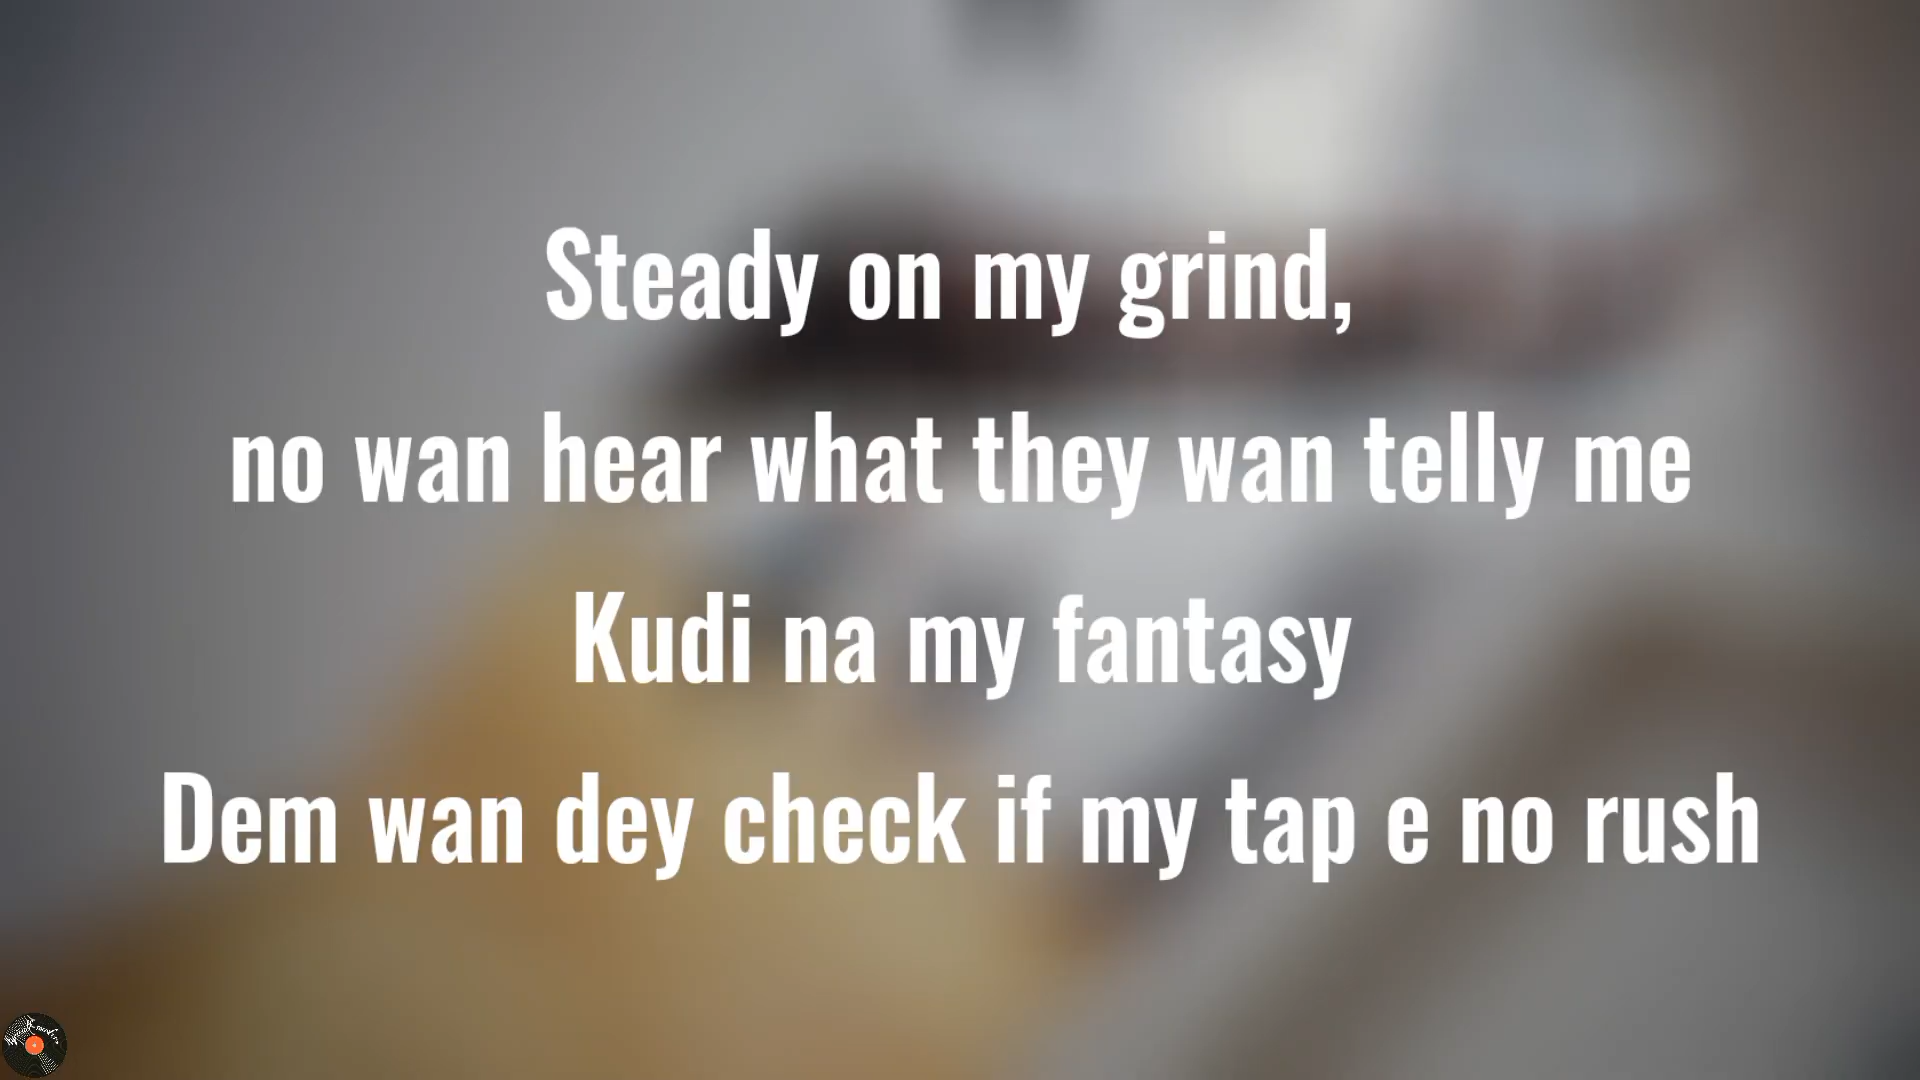 Steady on my grind,
no wan hear what they wan telly me
Kudi na my fantasy
Dem wan dey check if my tap e no rush